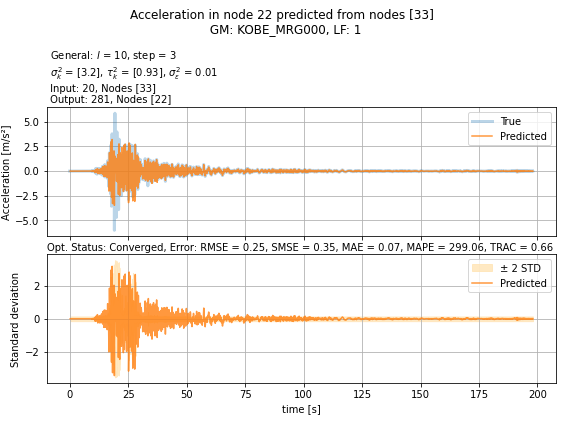 Acceleration in node 22 predicted from nodes [33]
GM: KOBE_MRG000, LF: 1
General: l = 10, step = 3
σ²ₖ = [3.2], τ²ₖ = [0.93], σ²ε = 0.01
Input: 20, Nodes [33]
Output: 281, Nodes [22]
Acceleration [m/s²]
5.0
2.5
0.0
−2.5
−5.0
True
Predicted
Opt. Status: Converged, Error: RMSE = 0.25, SMSE = 0.35, MAE = 0.07, MAPE = 299.06, TRAC = 0.66
Standard deviation
2
0
−2
± 2 STD
Predicted
0 25 50 75 100 125 150 175 200
time [s]